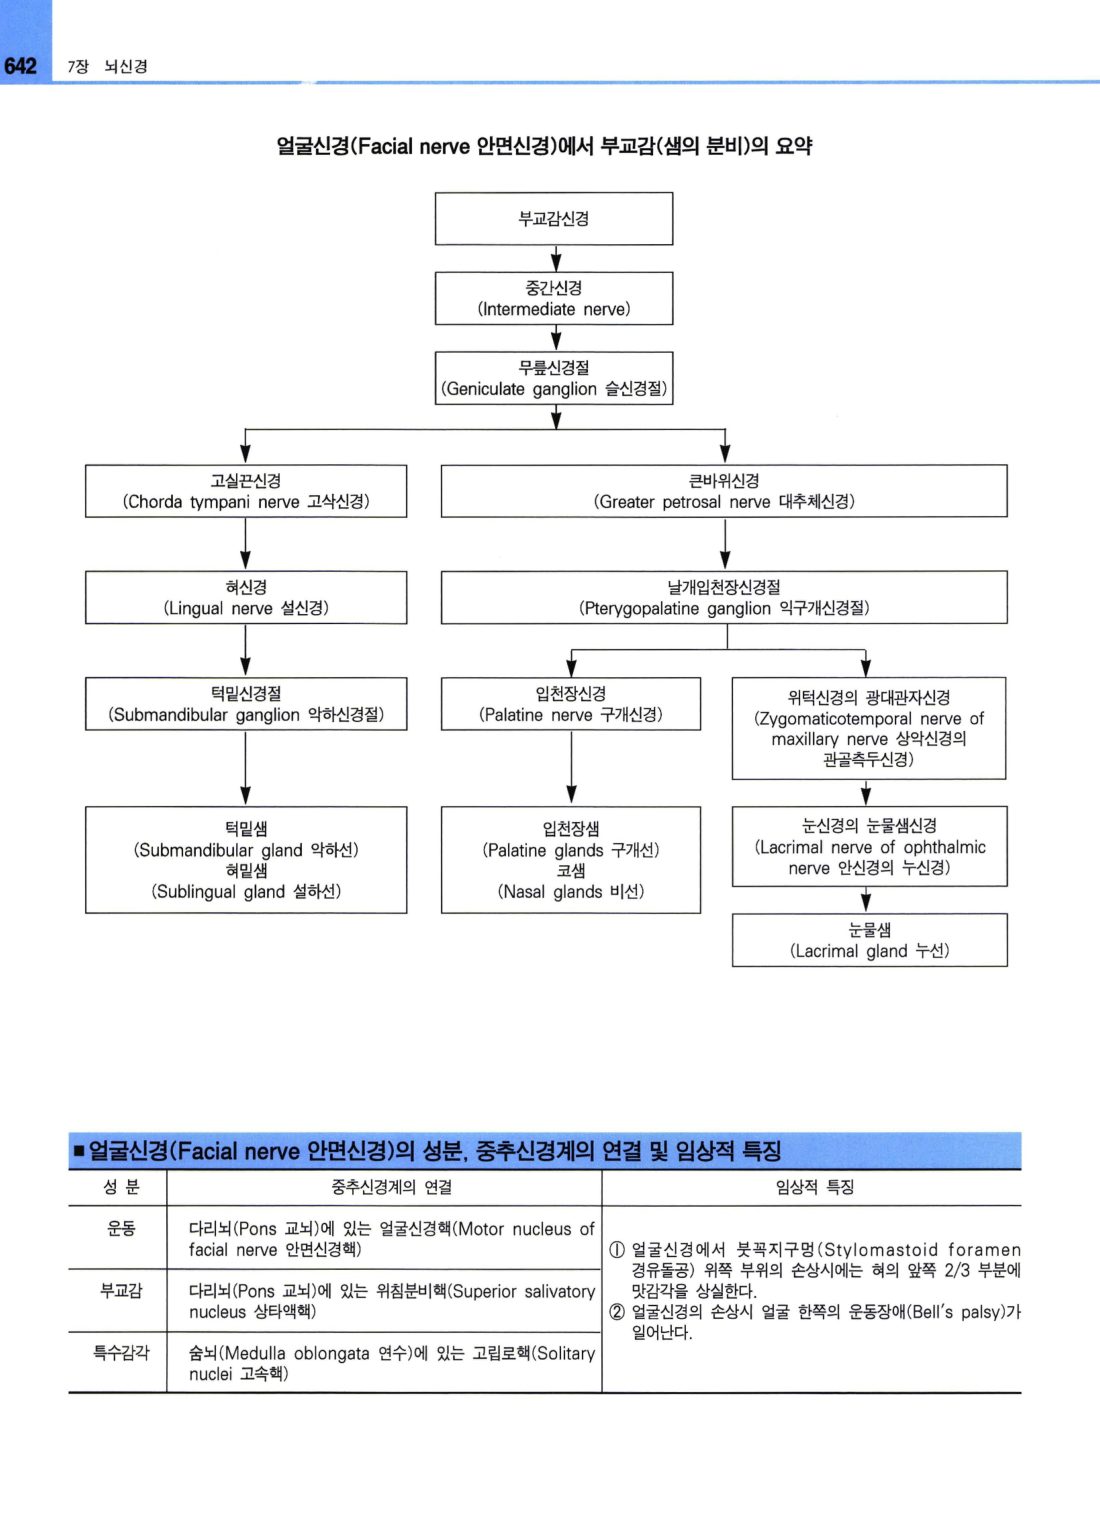 642 7장 뇌신경
얼굴신경(Facial nerve 안면신경)에서 부교감(샘의 분비)의 요약
부교감신경
중간신경
(Intermediate nerve)
무릎신경절
(Geniculate ganglion 슬신경절)
고실끈신경
(Chorda tympani nerve 고삭신경)
큰바위신경
(Greater petrosal nerve 대추체신경)
혀신경
(Lingual nerve 설신경)
날개입천장신경절
(Pterygopalatine ganglion 익구개신경절)
턱밑신경절
(Submandibular ganglion 악하신경절)
입천장신경
(Palatine nerve 구개신경)
위턱신경의 광대관자신경
(Zygomaticotemporal nerve of
maxillary nerve 상악신경의
관골측두신경)
턱밑샘
(Submandibular gland 악하선)
혀밑샘
(Sublingual gland 설하선)
입천장샘
(Palatine glands 구개선)
코샘
(Nasal glands 비선)
눈신경의 눈물샘신경
(Lacrimal nerve of ophthalmic
nerve 안신경의 누신경)
눈물샘
(Lacrimal gland 누선)
■ 얼굴신경(Facial nerve 안면신경)의 성분, 중추신경계의 연결 및 임상적 특징
성 분 중추신경계의 연결 임상적 특징
운동
다리뇌(Pons 교뇌)에 있는 얼굴신경핵(Motor nucleus of
facial nerve 안면신경핵)
부교감
다리뇌(Pons 교뇌)에 있는 위침분비핵(Superior salivatory
nucleus 상타액핵)
특수감각
숨뇌(Medulla oblongata 연수)에 있는 고립로핵(Solitary
nuclei 고속핵)
① 얼굴신경에서 붓꼭지구멍(Stylomastoid foramen
경유돌공) 위쪽 부위의 손상시에는 혀의 앞쪽 2/3 부분에
맛감각을 상실한다.
② 얼굴신경의 손상시 얼굴 한쪽의 운동장애(Bell's palsy)가
일어난다.